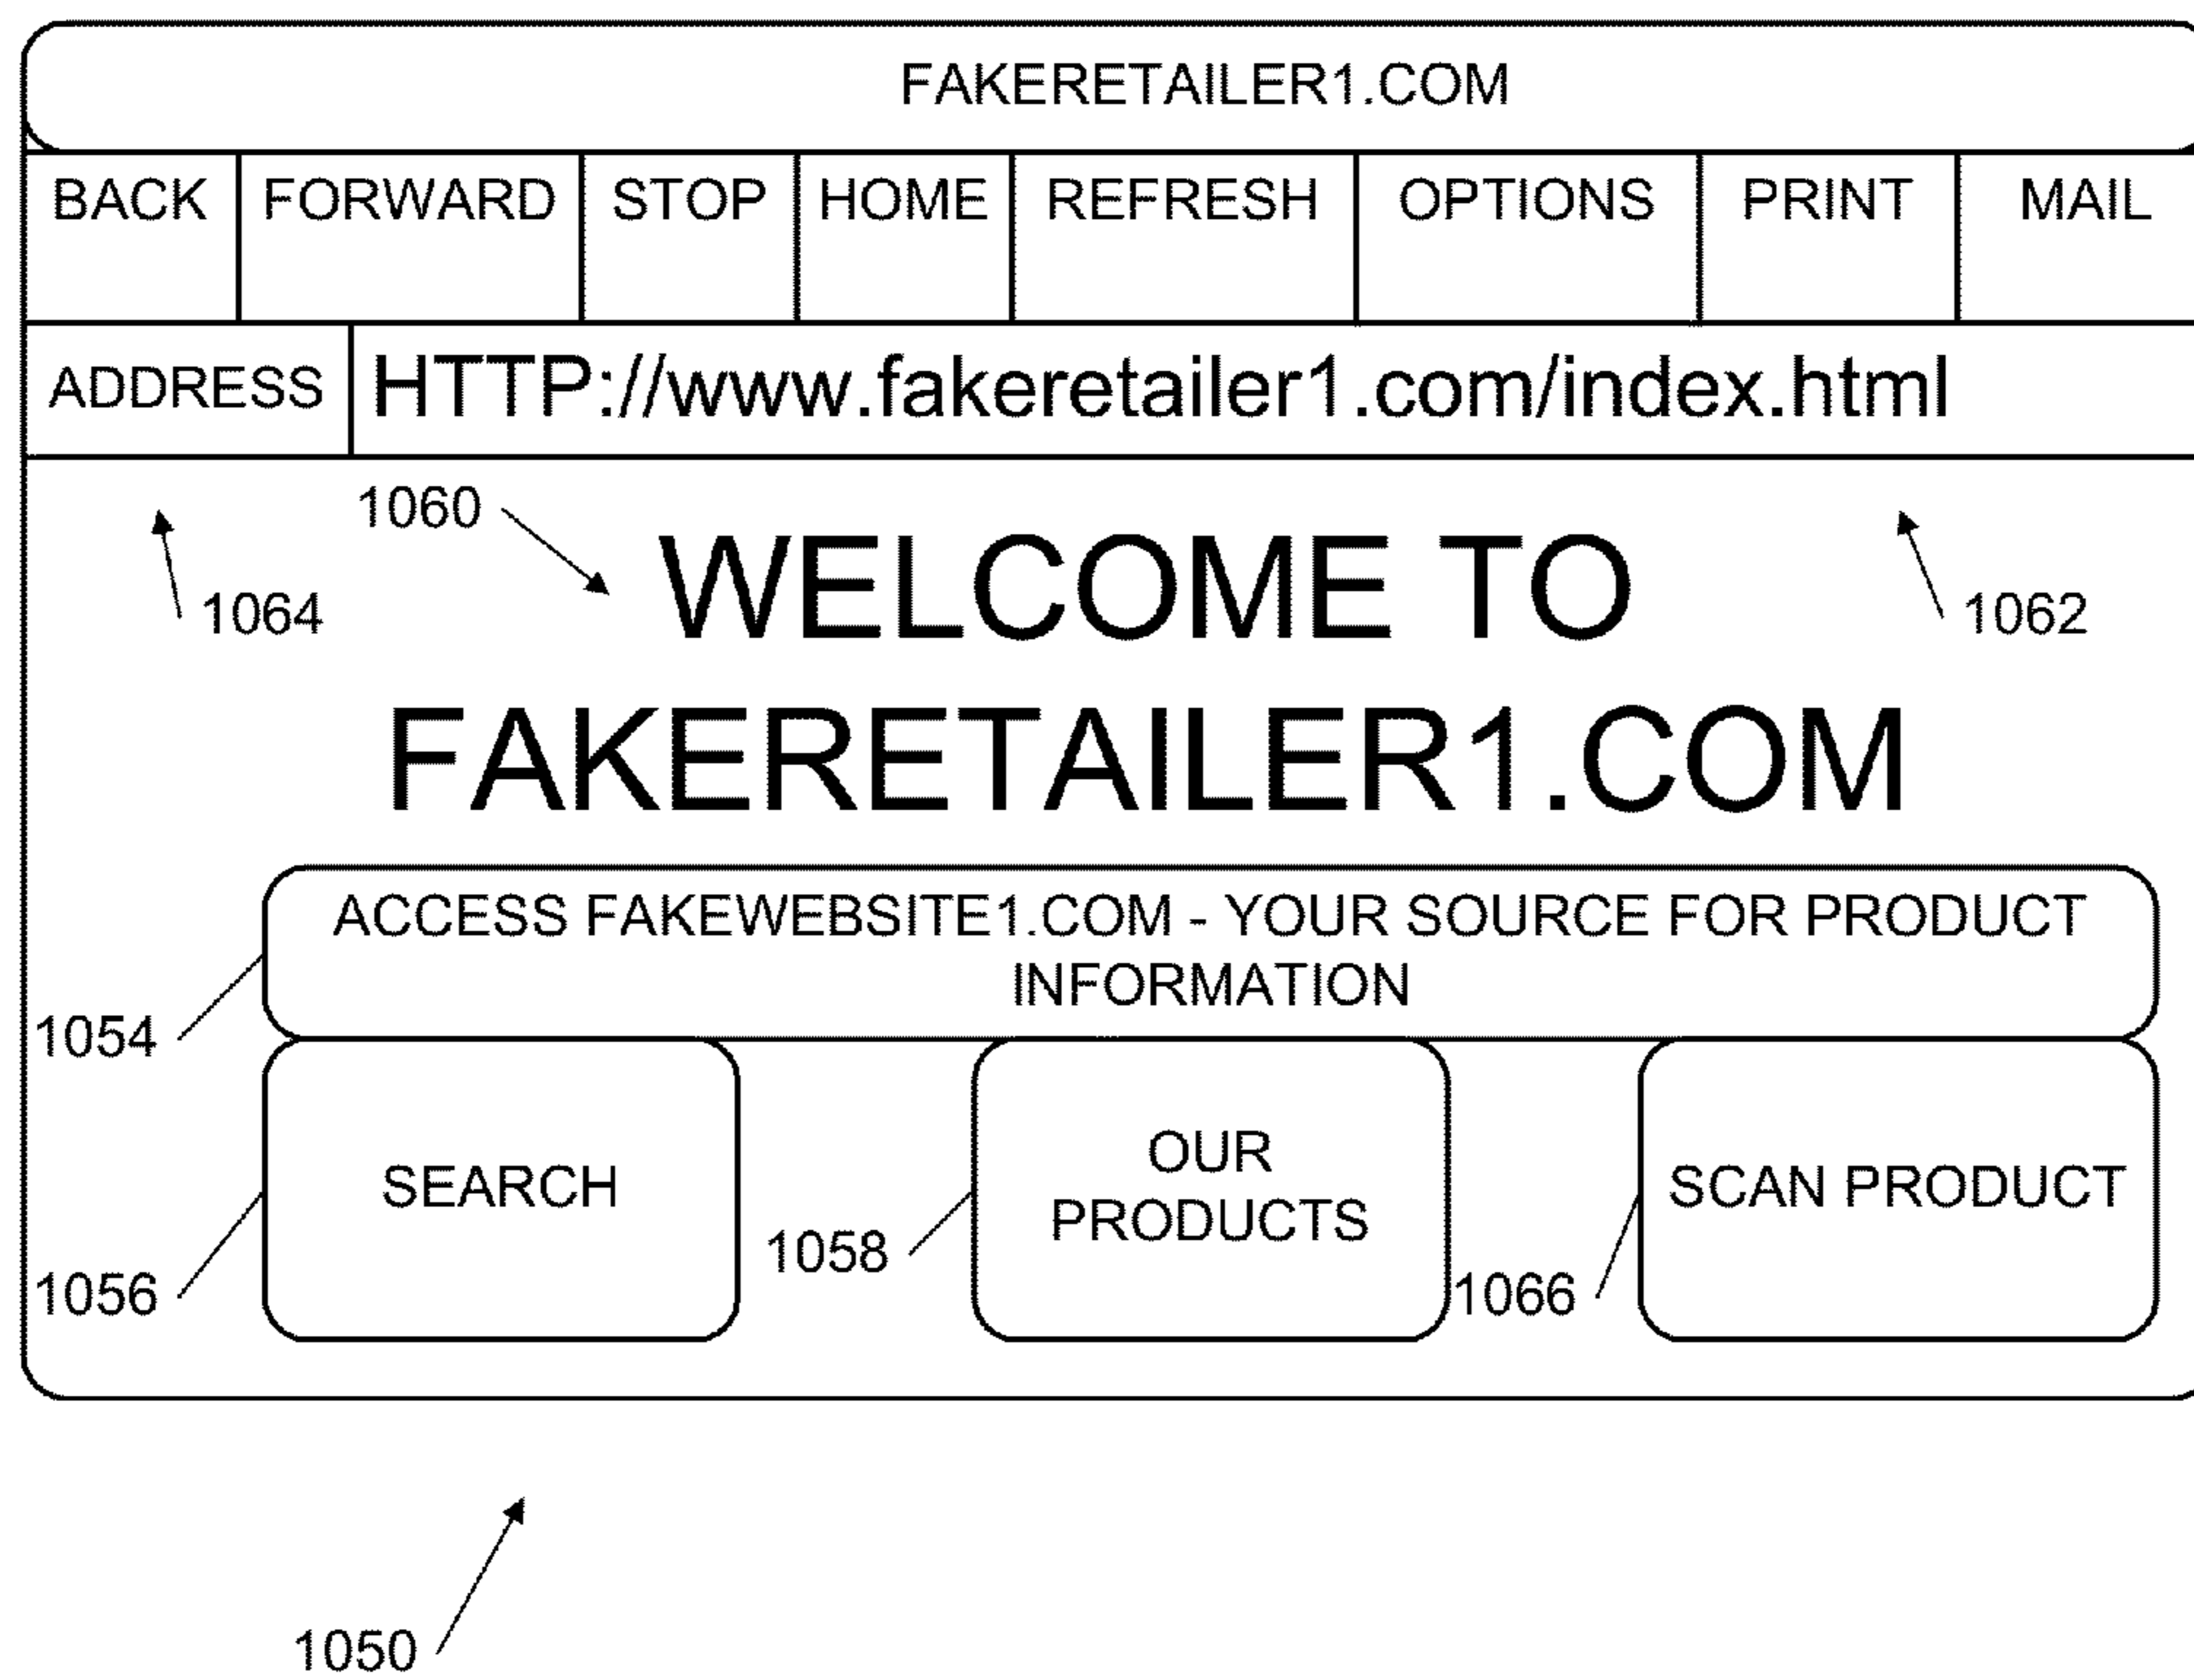 FAKERETAILER1.COM
BACK FORWARD STOP HOME REFRESH OPTIONS PRINT MAIL
ADDRESS HTTP://www.fakeretailer1.com/index.html
1060
1064
1062
WELCOME TO
FAKERETAILER1.COM
ACCESS FAKEWEBSITE1.COM - YOUR SOURCE FOR PRODUCT
INFORMATION
1054
SEARCH
OUR
PRODUCTS
SCAN PRODUCT
1058
1056
1066
1050